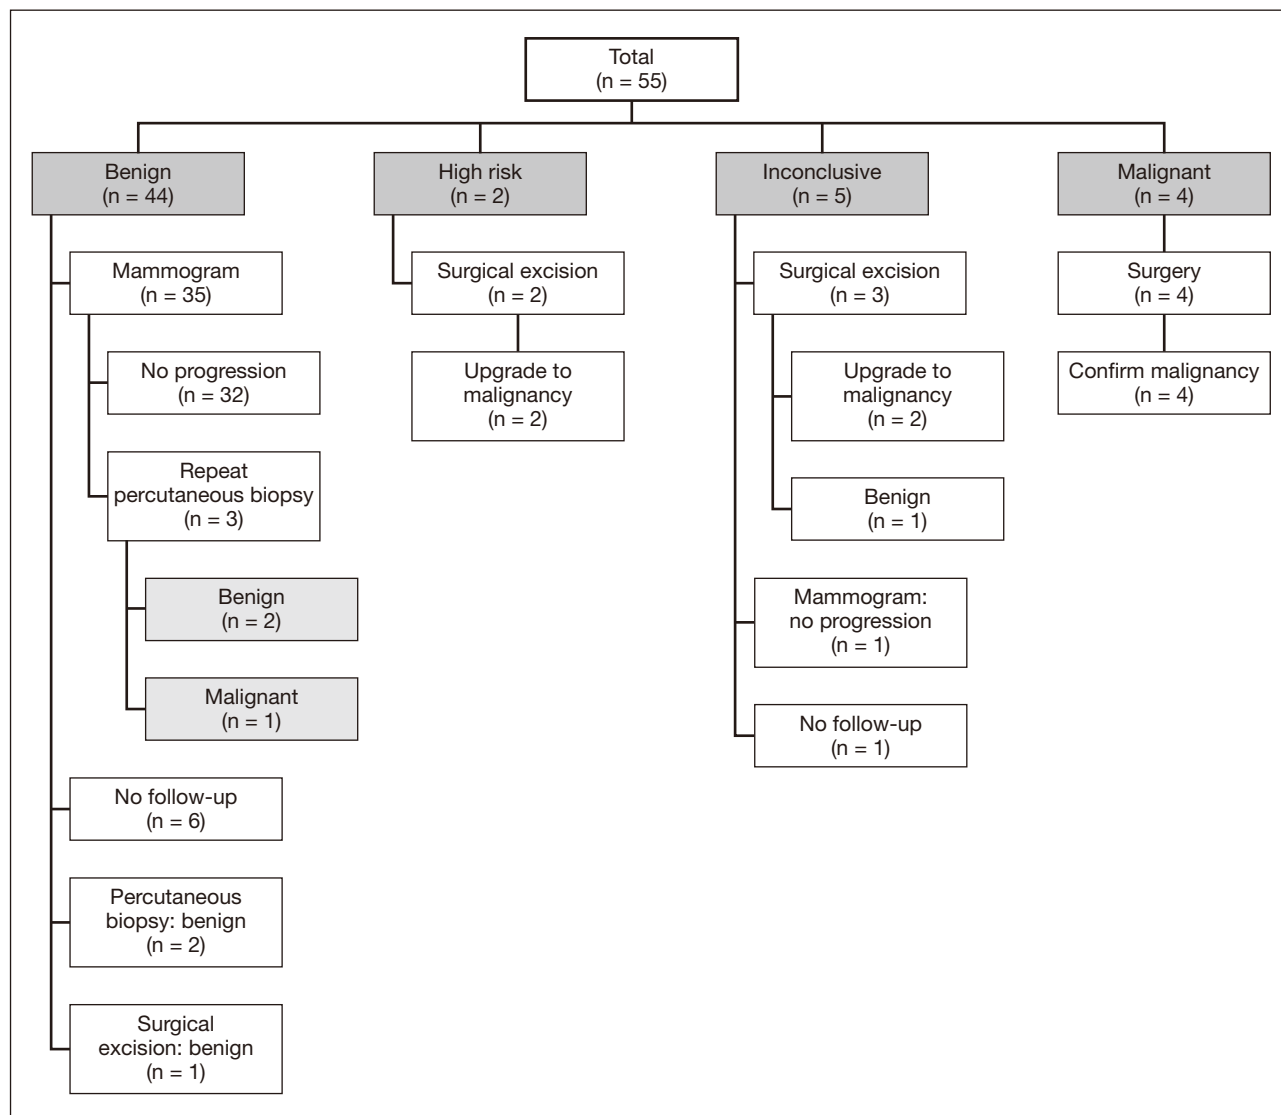 Total
(n = 55)
Benign
(n = 44)
High risk
(n = 2)
Inconclusive
(n = 5)
Malignant
(n = 4)
Mammogram
(n = 35)
No progression
(n = 32)
Repeat
percutaneous biopsy
(n = 3)
Benign
(n = 2)
Malignant
(n = 1)
No follow-up
(n = 6)
Percutaneous
biopsy: benign
(n = 2)
Surgical
excision: benign
(n = 1)
Surgical excision
(n = 2)
Upgrade to
malignancy
(n = 2)
Surgical excision
(n = 3)
Upgrade to
malignancy
(n = 2)
Benign
(n = 1)
Mammogram:
no progression
(n = 1)
No follow-up
(n = 1)
Surgery
(n = 4)
Confirm malignancy
(n = 4)